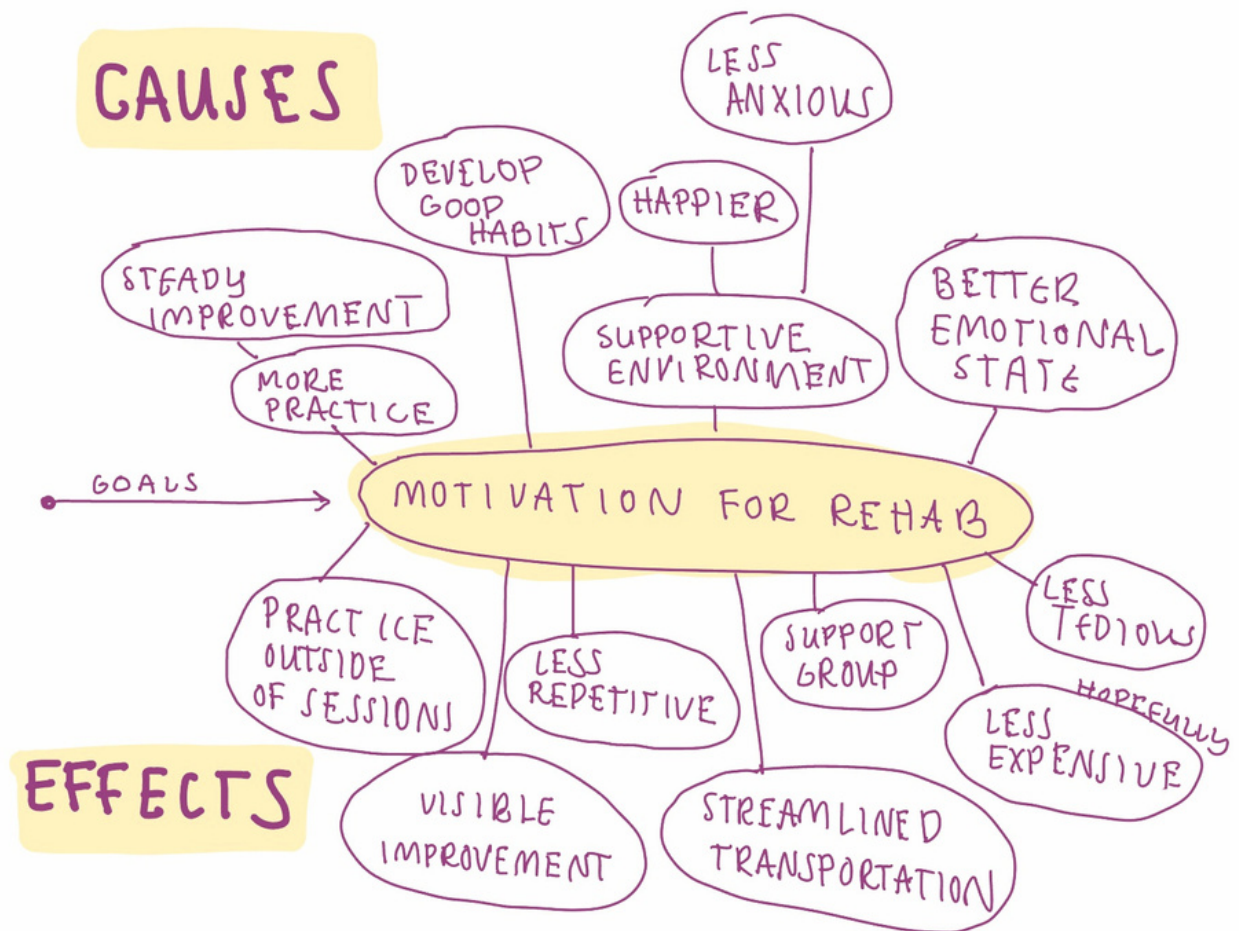 CAUSES
LESS
ANXIOUS
DEVELOP
GOOD
HABITS
HAPPIER
STEADY
IMPROVEMENT
BETTER
EMOTIONAL
STATE
SUPPORTIVE
ENVIRONMENT
MORE
PRACTICE
GOALS
MOTIVATION FOR REHAB
PRACTICE
OUTSIDE
OF SESSIONS
LESS
REPETITIVE
SUPPORT
GROUP
LESS
TEDIOUS
HOPEFULLY
LESS
EXPENSIVE
EFFECTS
VISIBLE
IMPROVEMENT
STREAMLINED
TRANSPORTATION